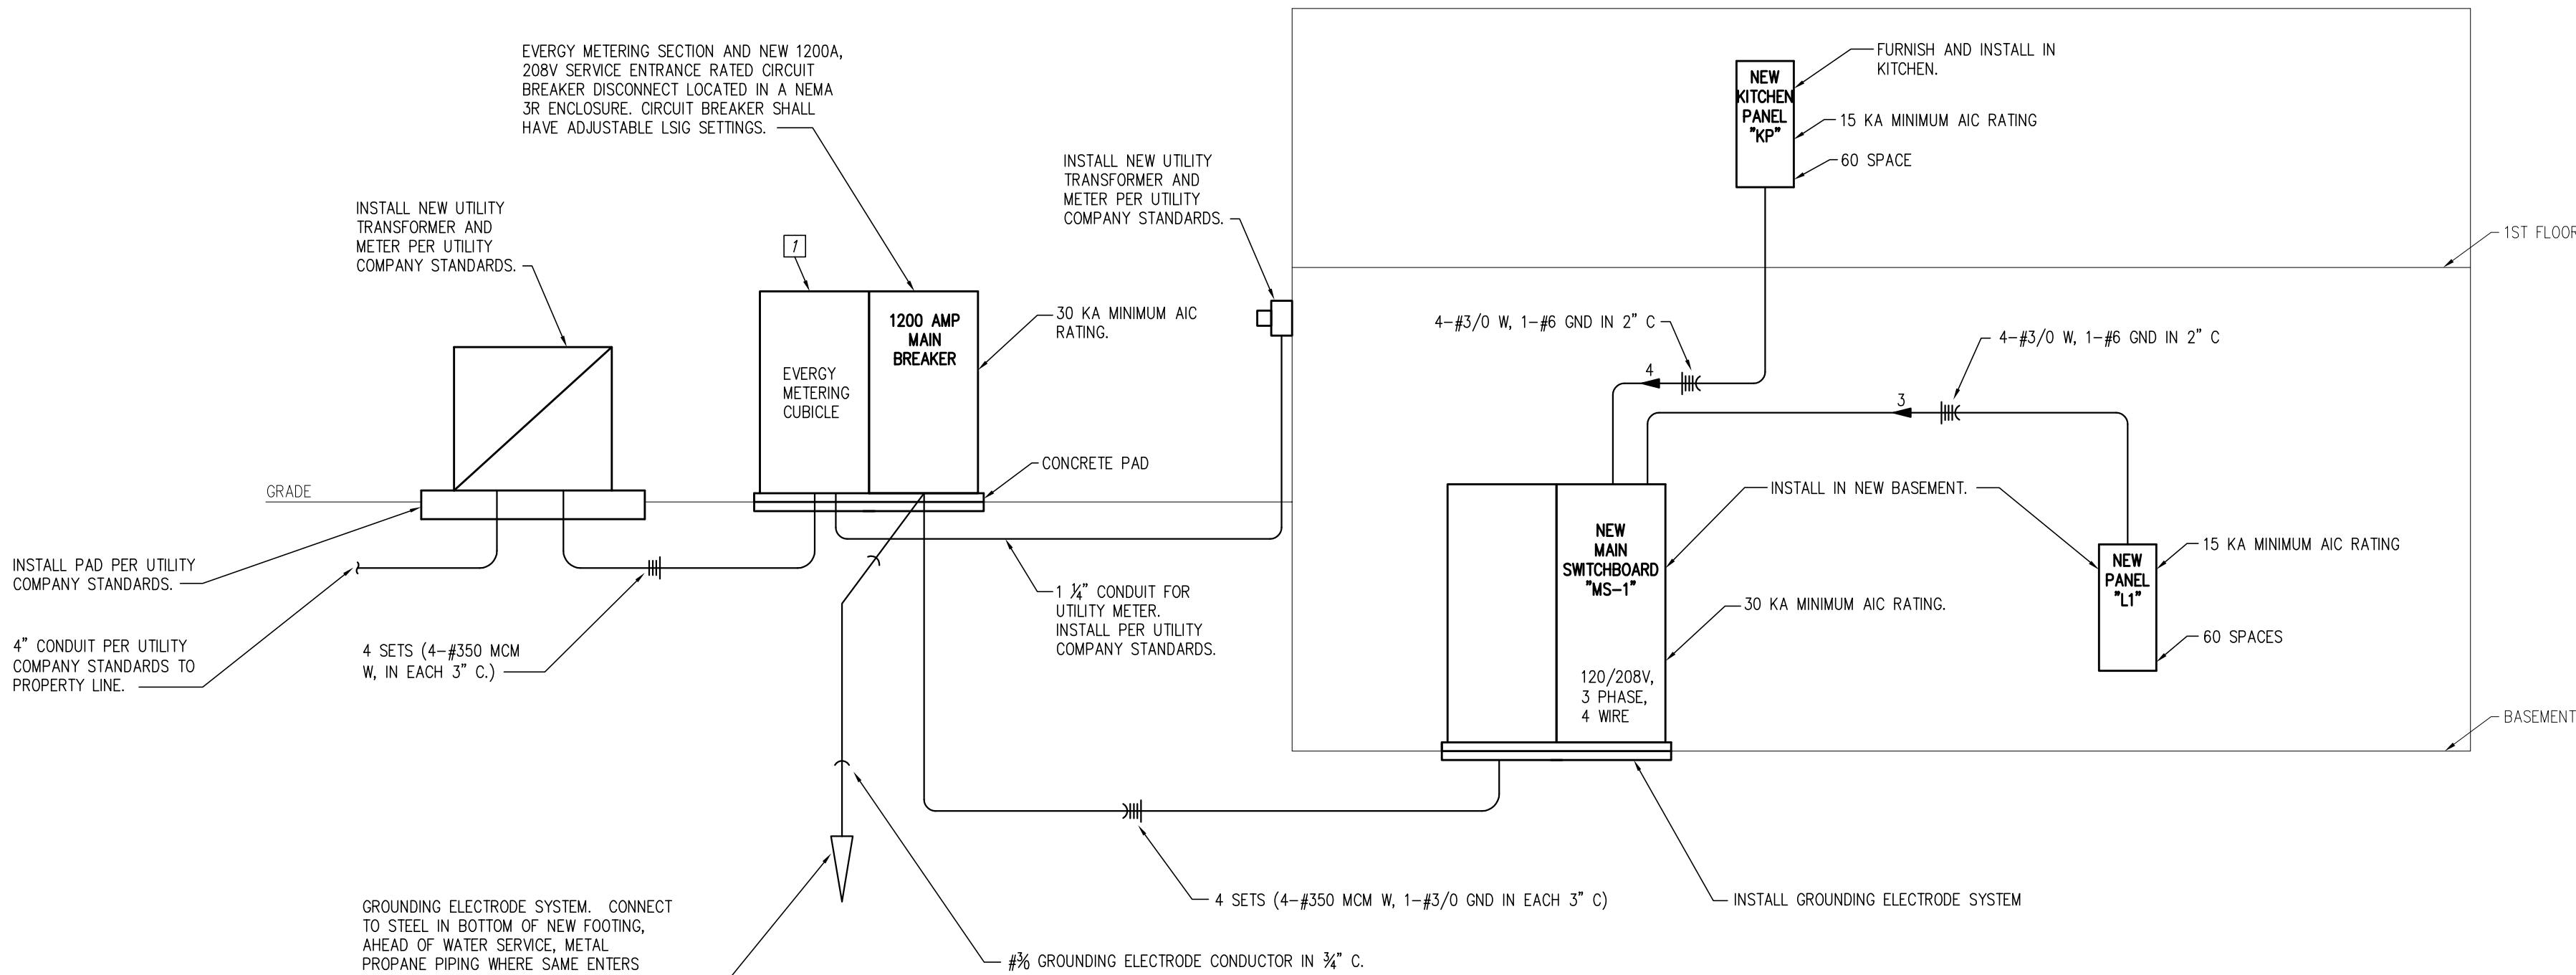 EVERGY METERING SECTION AND NEW 1200A,
208V SERVICE ENTRANCE RATED CIRCUIT
BREAKER DISCONNECT LOCATED IN A NEMA
3R ENCLOSURE. CIRCUIT BREAKER SHALL
HAVE ADJUSTABLE LSIG SETTINGS.
INSTALL NEW UTILITY
TRANSFORMER AND
METER PER UTILITY
COMPANY STANDARDS.
1
INSTALL NEW UTILITY
TRANSFORMER AND
METER PER UTILITY
COMPANY STANDARDS.
NEW
KITCHEN
PANEL
"KP"
FURNISH AND INSTALL IN
KITCHEN.
15 KA MINIMUM AIC RATING
60 SPACE
1ST FLOOR
EVERGY
METERING
CUBICLE
1200 AMP
MAIN
BREAKER
30 KA MINIMUM AIC
RATING.
4-#3/0 W, 1-#6 GND IN 2" C
4
4-#3/0 W, 1-#6 GND IN 2" C
3
CONCRETE PAD
GRADE
INSTALL IN NEW BASEMENT.
NEW
MAIN
SWITCHBOARD
"MS-1"
30 KA MINIMUM AIC RATING.
120/208V,
3 PHASE,
4 WIRE
NEW
PANEL
"L1"
15 KA MINIMUM AIC RATING
60 SPACES
BASEMENT
INSTALL PAD PER UTILITY
COMPANY STANDARDS.
4" CONDUIT PER UTILITY
COMPANY STANDARDS TO
PROPERTY LINE.
4 SETS (4-#350 MCM
W, IN EACH 3" C.)
1 ¼" CONDUIT FOR
UTILITY METER.
INSTALL PER UTILITY
COMPANY STANDARDS.
4 SETS (4-#350 MCM W, 1-#3/0 GND IN EACH 3" C)
INSTALL GROUNDING ELECTRODE SYSTEM
GROUNDING ELECTRODE SYSTEM. CONNECT
TO STEEL IN BOTTOM OF NEW FOOTING,
AHEAD OF WATER SERVICE, METAL
PROPANE PIPING WHERE SAME ENTERS
#3/0 GROUNDING ELECTRODE CONDUCTOR IN ¾" C.